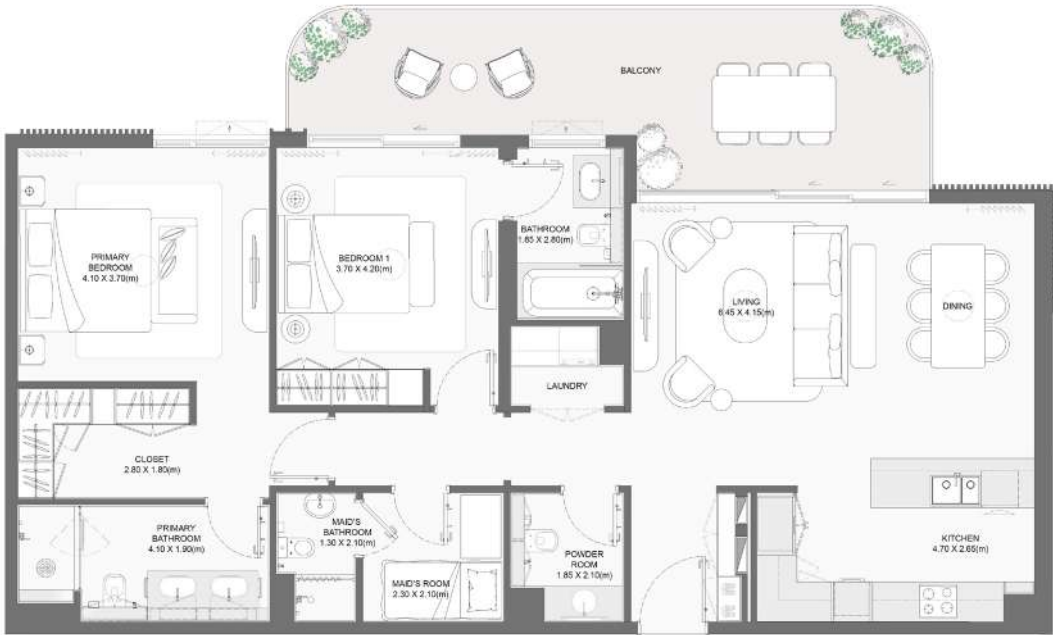 BALCONY
PRIMARY
BEDROOM
4.10 X 3.70(m)
BEDROOM 1
3.70 X 4.20(m)
BATHROOM
1.65 X 2.80(m)
LIVING
6.45 X 4.15(m)
DINING
LAUNDRY
CLOSET
2.80 X 1.80(m)
PRIMARY
BATHROOM
4.10 X 1.90(m)
MAID'S
BATHROOM
1.30 X 2.10(m)
MAID'S ROOM
2.30 X 2.10(m)
POWDER
ROOM
1.85 X 2.10(m)
KITCHEN
4.70 X 2.65(m)